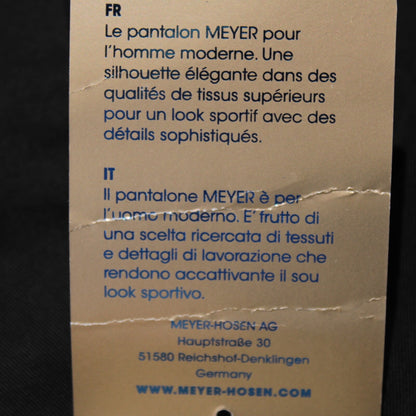 FR
Le pantalon MEYER pour
l'homme moderne. Une
silhouette élégante dans des
qualités de tissus supérieurs
pour un look sportif avec des
détails sophistiqués.
IT
Il pantalone MEYER è per
l'uomo moderno. E' frutto di
una scelta ricercata di tessuti
e dettagli di lavorazione che
rendono accattivante il sou
look sportivo.
MEYER-HOSEN AG
Hauptstraße 30
51580 Reichshof-Denklingen
Germany
WWW.MEYER-HOSEN.COM